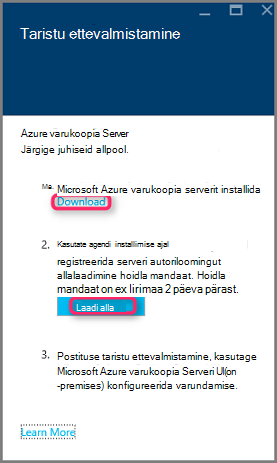 Taristu ettevalmistamine
Azure varukoopia Server
Järgige juhiseid allpool.
Ma. Microsoft Azure varukoopia serverit installida
Download
2. Kasutate agendi installimise ajal
registreerida serveri autoriloomingut
allalaadimine hoidla mandaat. Hoidla
mandaat on ex lirimaa 2 päeva pärast.
Laadi alla
3. Postituse taristu ettevalmistamine, kasutage
Microsoft Azure varukoopia Serveri UI(on
-premises) konfigureerida varundamise.
Learn More